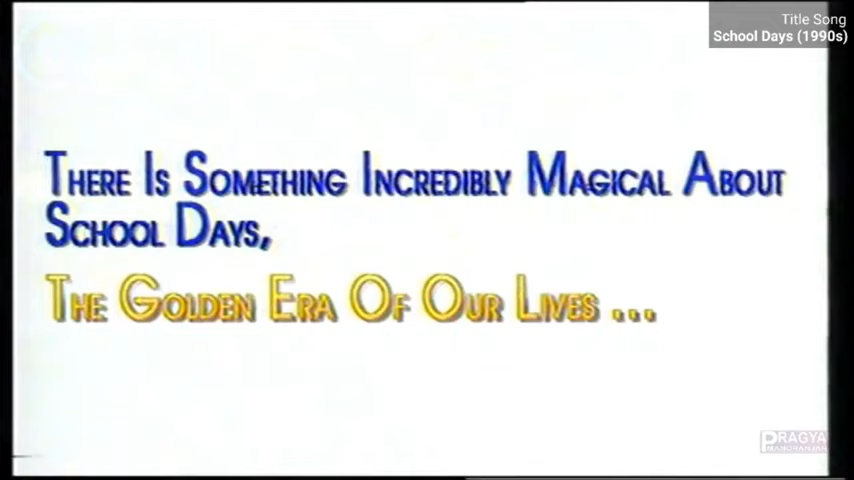 Title Song
School Days (1990s)
There Is Something Incredibly Magical About
School Days,
The Golden Era Of Our Lives ...
PRAGYA
MANORANJAN